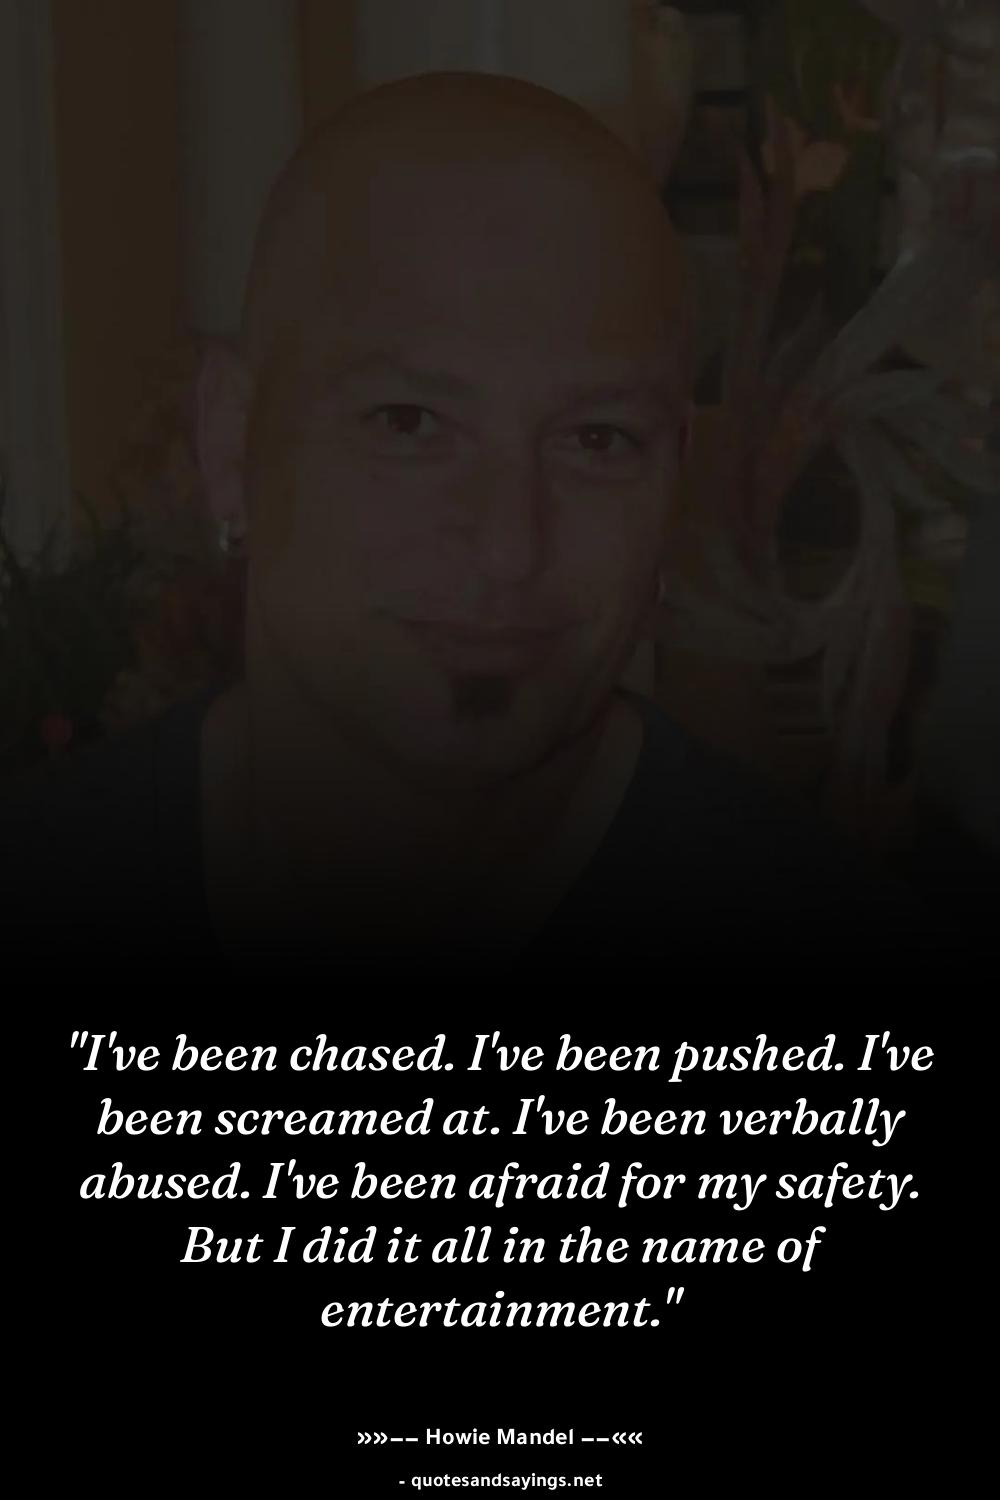 "I've been chased. I've been pushed. I've
been screamed at. I've been verbally
abused. I've been afraid for my safety.
But I did it all in the name of
entertainment."
»»−− Howie Mandel −−««
- quotesandsayings.net